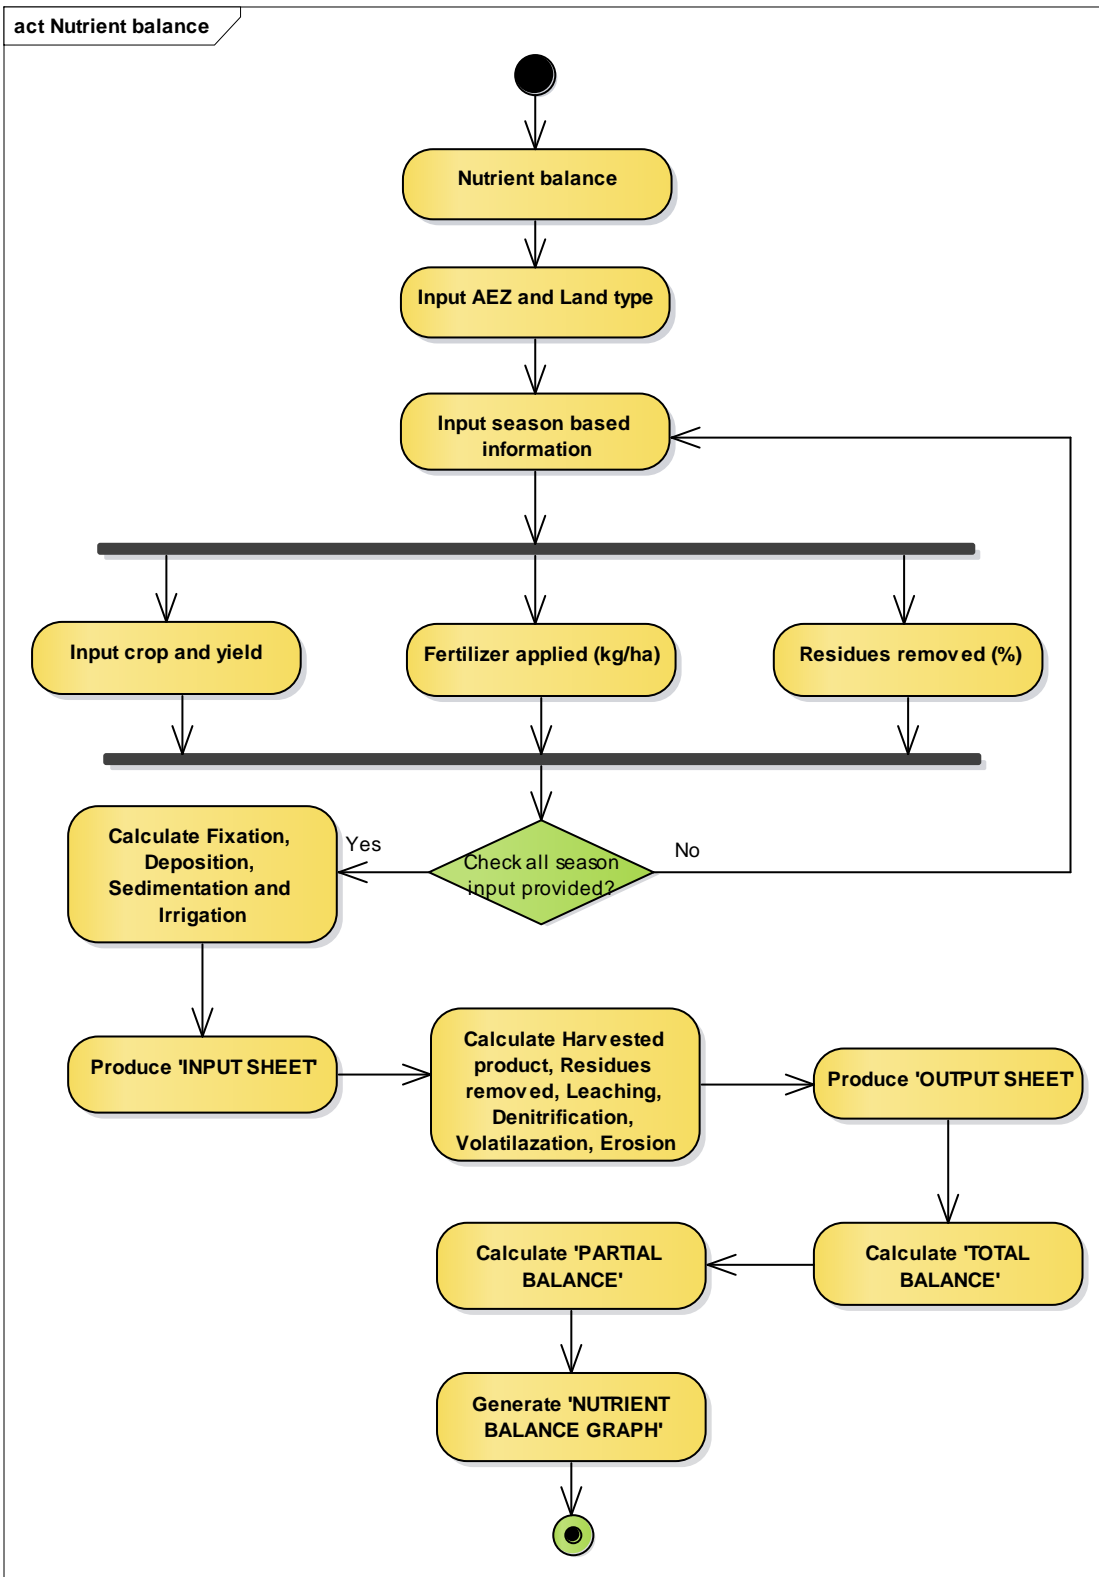 act Nutrient balance
Nutrient balance
Input AEZ and Land type
Input season based
information
Input crop and yield
Fertilizer applied (kg/ha)
Residues removed (%)
Calculate Fixation,
Deposition,
Sedimentation and
Irrigation
Yes
Check all season
input provided?
No
Produce 'INPUT SHEET'
Calculate Harvested
product, Residues
removed, Leaching,
Denitrification,
Volatilazation, Erosion
Produce 'OUTPUT SHEET'
Calculate 'PARTIAL
BALANCE'
Calculate 'TOTAL
BALANCE'
Generate 'NUTRIENT
BALANCE GRAPH'